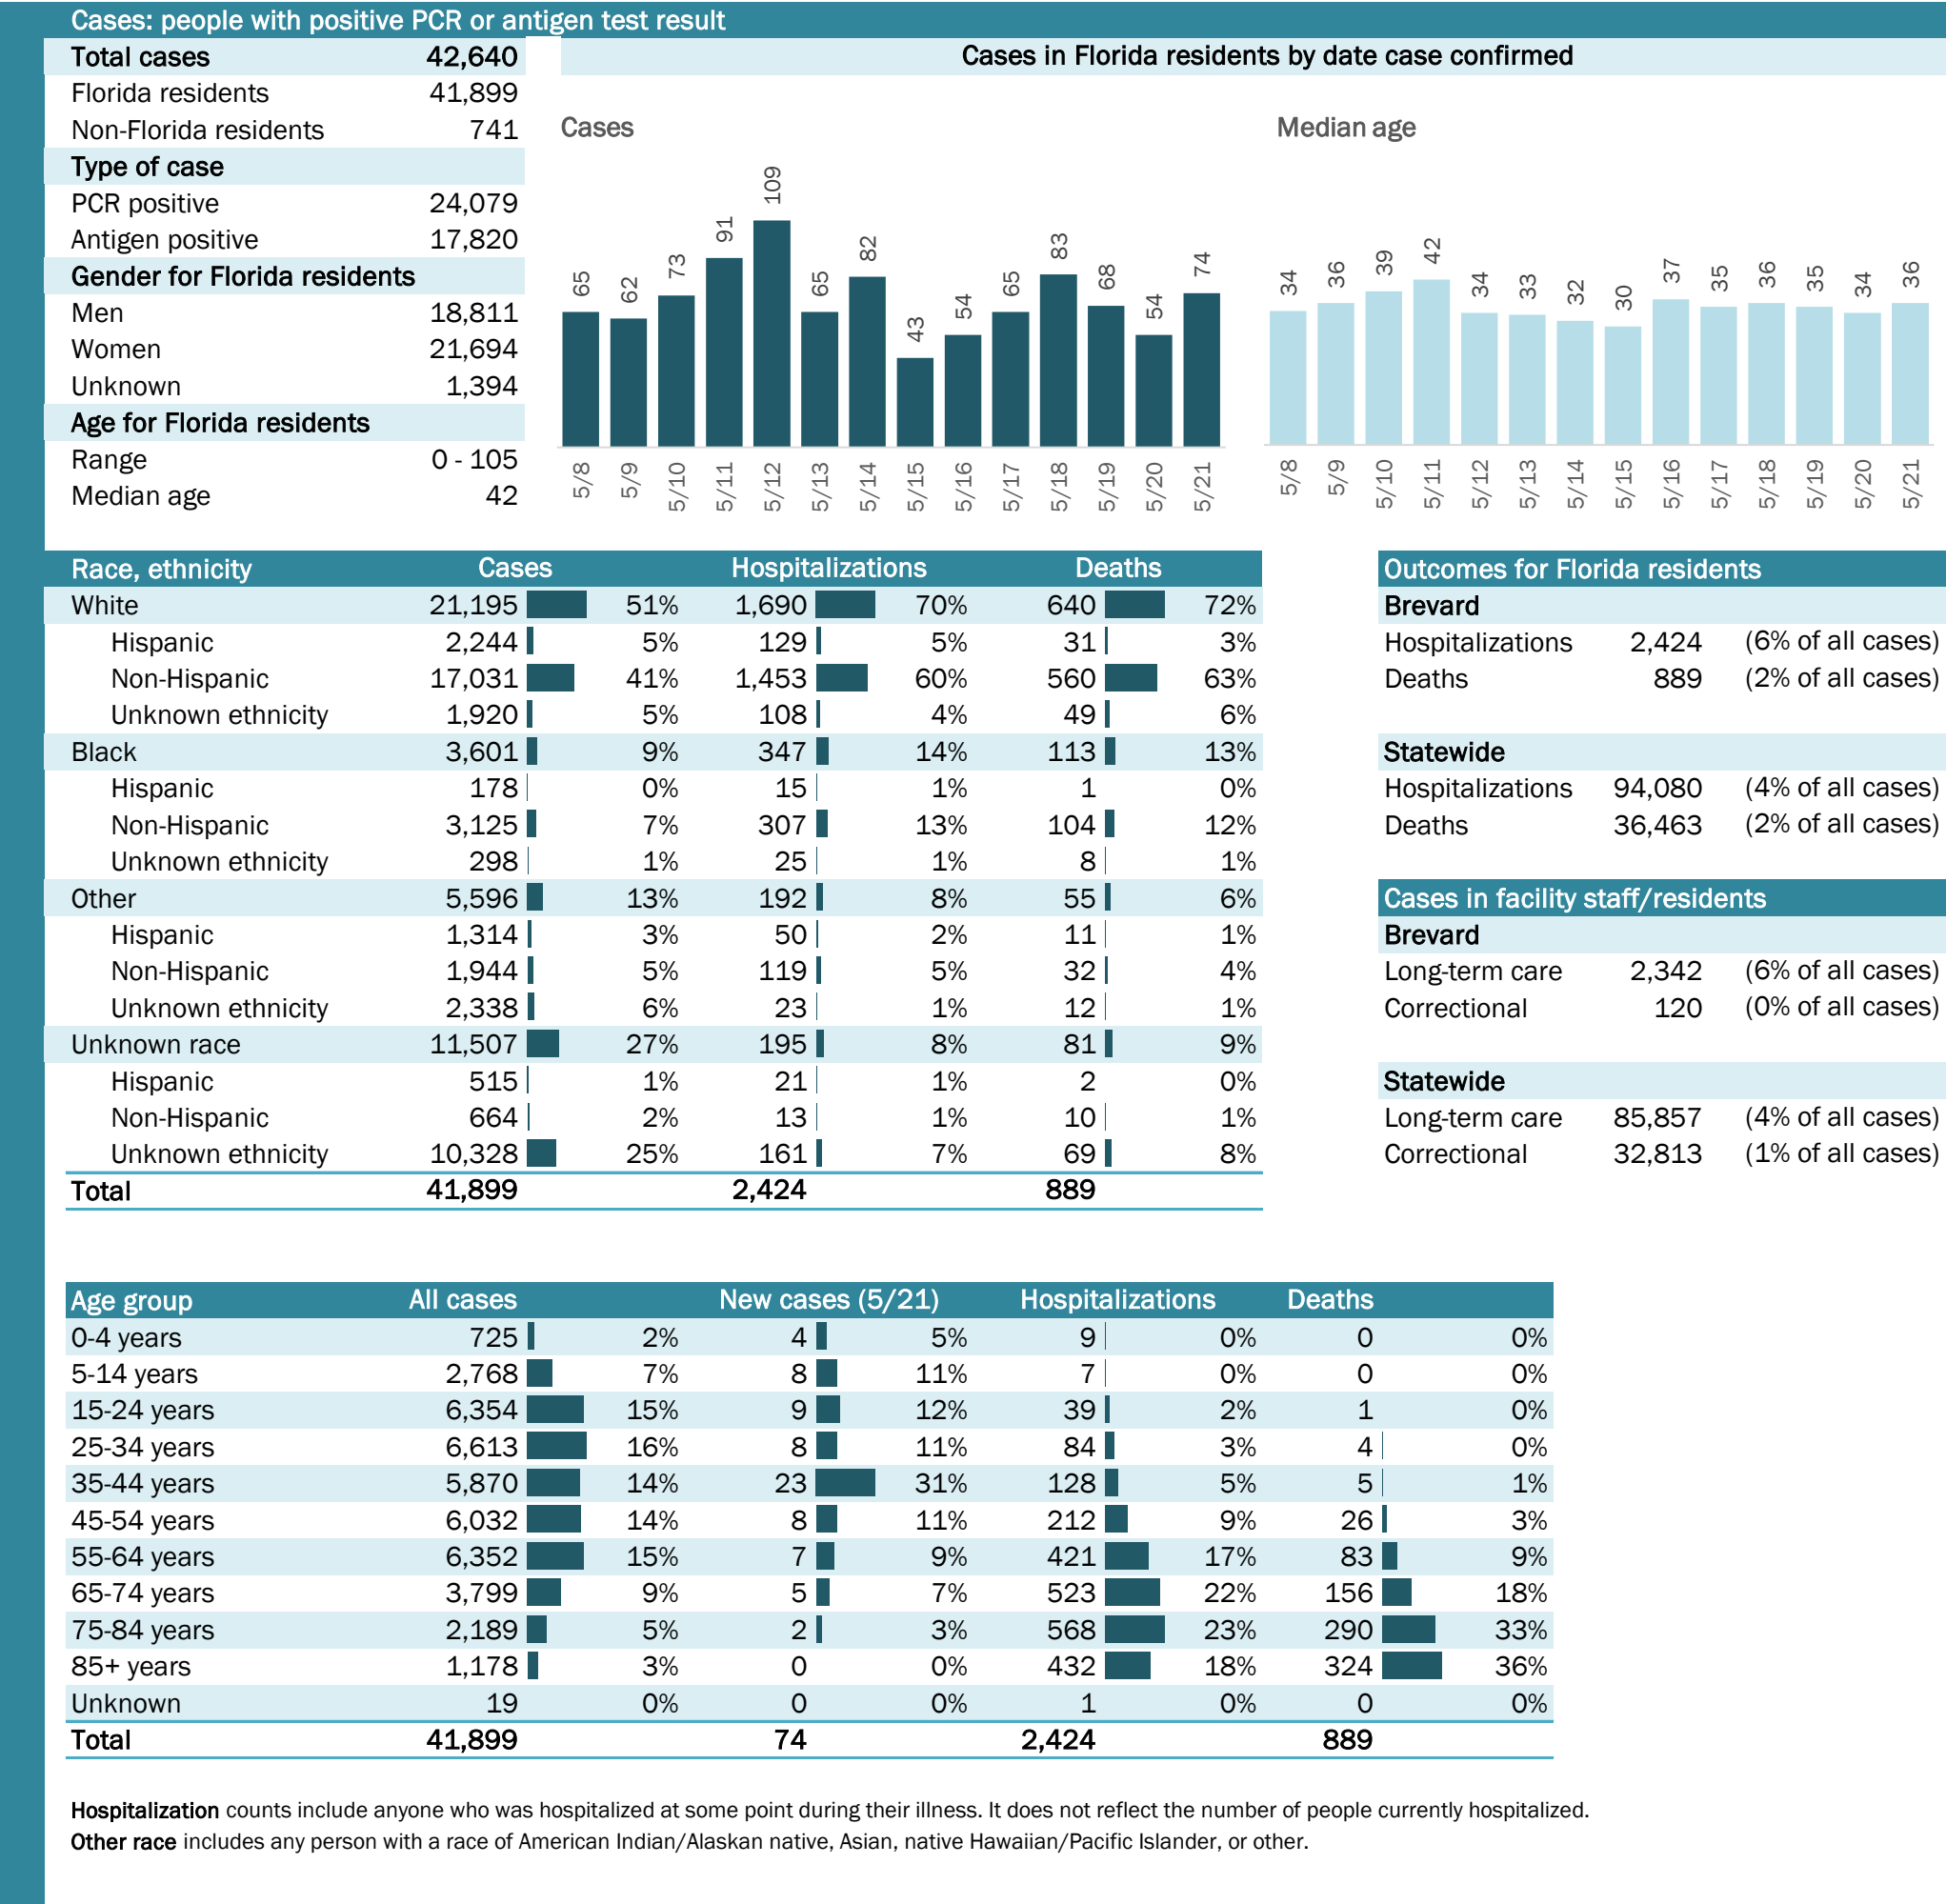 Cases: people with positive PCR or antigen test result
Total cases 42,640
Florida residents 41,899
Non-Florida residents 741
Type of case
PCR positive 24,079
Antigen positive 17,820
Gender for Florida residents
Men 18,811
Women 21,694
Unknown 1,394
Age for Florida residents
Range 0 - 105
Median age 42
Cases in Florida residents by date case confirmed
Cases
65 62 73 91 109 65 82 43 54 65 83 68 54 74
5/8 5/9 5/10 5/11 5/12 5/13 5/14 5/15 5/16 5/17 5/18 5/19 5/20 5/21
Median age
34 36 39 42 34 33 32 30 37 35 36 35 34 36
5/8 5/9 5/10 5/11 5/12 5/13 5/14 5/15 5/16 5/17 5/18 5/19 5/20 5/21
Race, ethnicity Cases Hospitalizations Deaths
White 21,195 51% 1,690 70% 640 72%
Hispanic 2,244 5% 129 5% 31 3%
Non-Hispanic 17,031 41% 1,453 60% 560 63%
Unknown ethnicity 1,920 5% 108 4% 49 6%
Black 3,601 9% 347 14% 113 13%
Hispanic 178 0% 15 1% 1 0%
Non-Hispanic 3,125 7% 307 13% 104 12%
Unknown ethnicity 298 1% 25 1% 8 1%
Other 5,596 13% 192 8% 55 6%
Hispanic 1,314 3% 50 2% 11 1%
Non-Hispanic 1,944 5% 119 5% 32 4%
Unknown ethnicity 2,338 6% 23 1% 12 1%
Unknown race 11,507 27% 195 8% 81 9%
Hispanic 515 1% 21 1% 2 0%
Non-Hispanic 664 2% 13 1% 10 1%
Unknown ethnicity 10,328 25% 161 7% 69 8%
Total 41,899 2,424 889
Outcomes for Florida residents
Brevard
Hospitalizations 2,424 (6% of all cases)
Deaths 889 (2% of all cases)
Statewide
Hospitalizations 94,080 (4% of all cases)
Deaths 36,463 (2% of all cases)
Cases in facility staff/residents
Brevard
Long-term care 2,342 (6% of all cases)
Correctional 120 (0% of all cases)
Statewide
Long-term care 85,857 (4% of all cases)
Correctional 32,813 (1% of all cases)
Age group All cases New cases (5/21) Hospitalizations Deaths
0-4 years 725 2% 4 5% 9 0% 0 0%
5-14 years 2,768 7% 8 11% 7 0% 0 0%
15-24 years 6,354 15% 9 12% 39 2% 1 0%
25-34 years 6,613 16% 8 11% 84 3% 4 0%
35-44 years 5,870 14% 23 31% 128 5% 5 1%
45-54 years 6,032 14% 8 11% 212 9% 26 3%
55-64 years 6,352 15% 7 9% 421 17% 83 9%
65-74 years 3,799 9% 5 7% 523 22% 156 18%
75-84 years 2,189 5% 2 3% 568 23% 290 33%
85+ years 1,178 3% 0 0% 432 18% 324 36%
Unknown 19 0% 0 0% 1 0% 0 0%
Total 41,899 74 2,424 889
Hospitalization counts include anyone who was hospitalized at some point during their illness. It does not reflect the number of people currently hospitalized.
Other race includes any person with a race of American Indian/Alaskan native, Asian, native Hawaiian/Pacific Islander, or other.